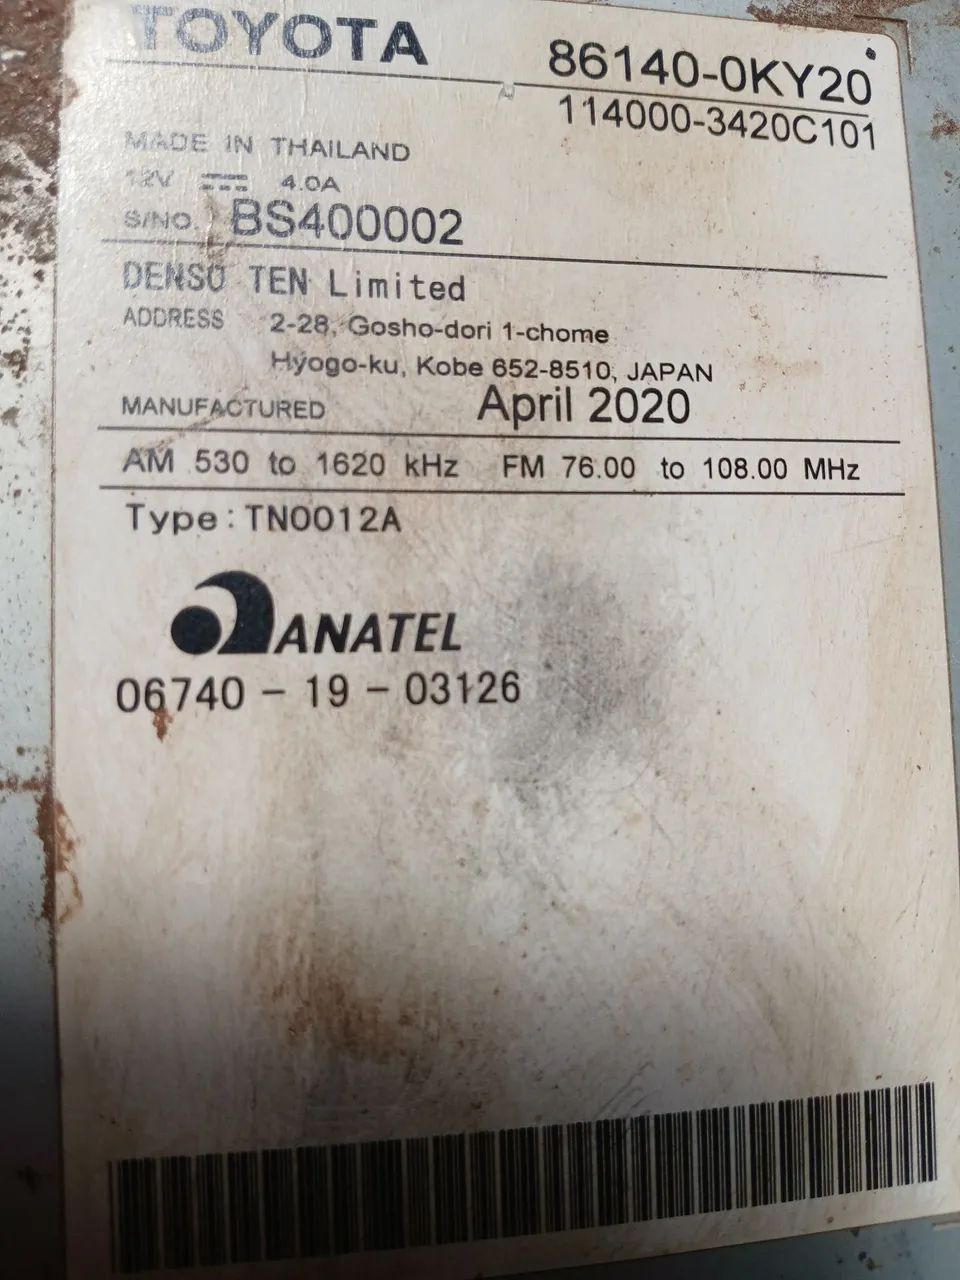 TOYOTA
86140-0KY20
114000-3420C101
MADE IN THAILAND
12V 4.0A
S/NO. BS400002
DENSO TEN Limited
ADDRESS 2-28, Gosho-dori 1-chome
Hyogo-ku, Kobe 652-8510, JAPAN
MANUFACTURED April 2020
AM 530 to 1620 kHz FM 76.00 to 108.00 MHz
Type:TN0012A
ANATEL
06740-19-03126